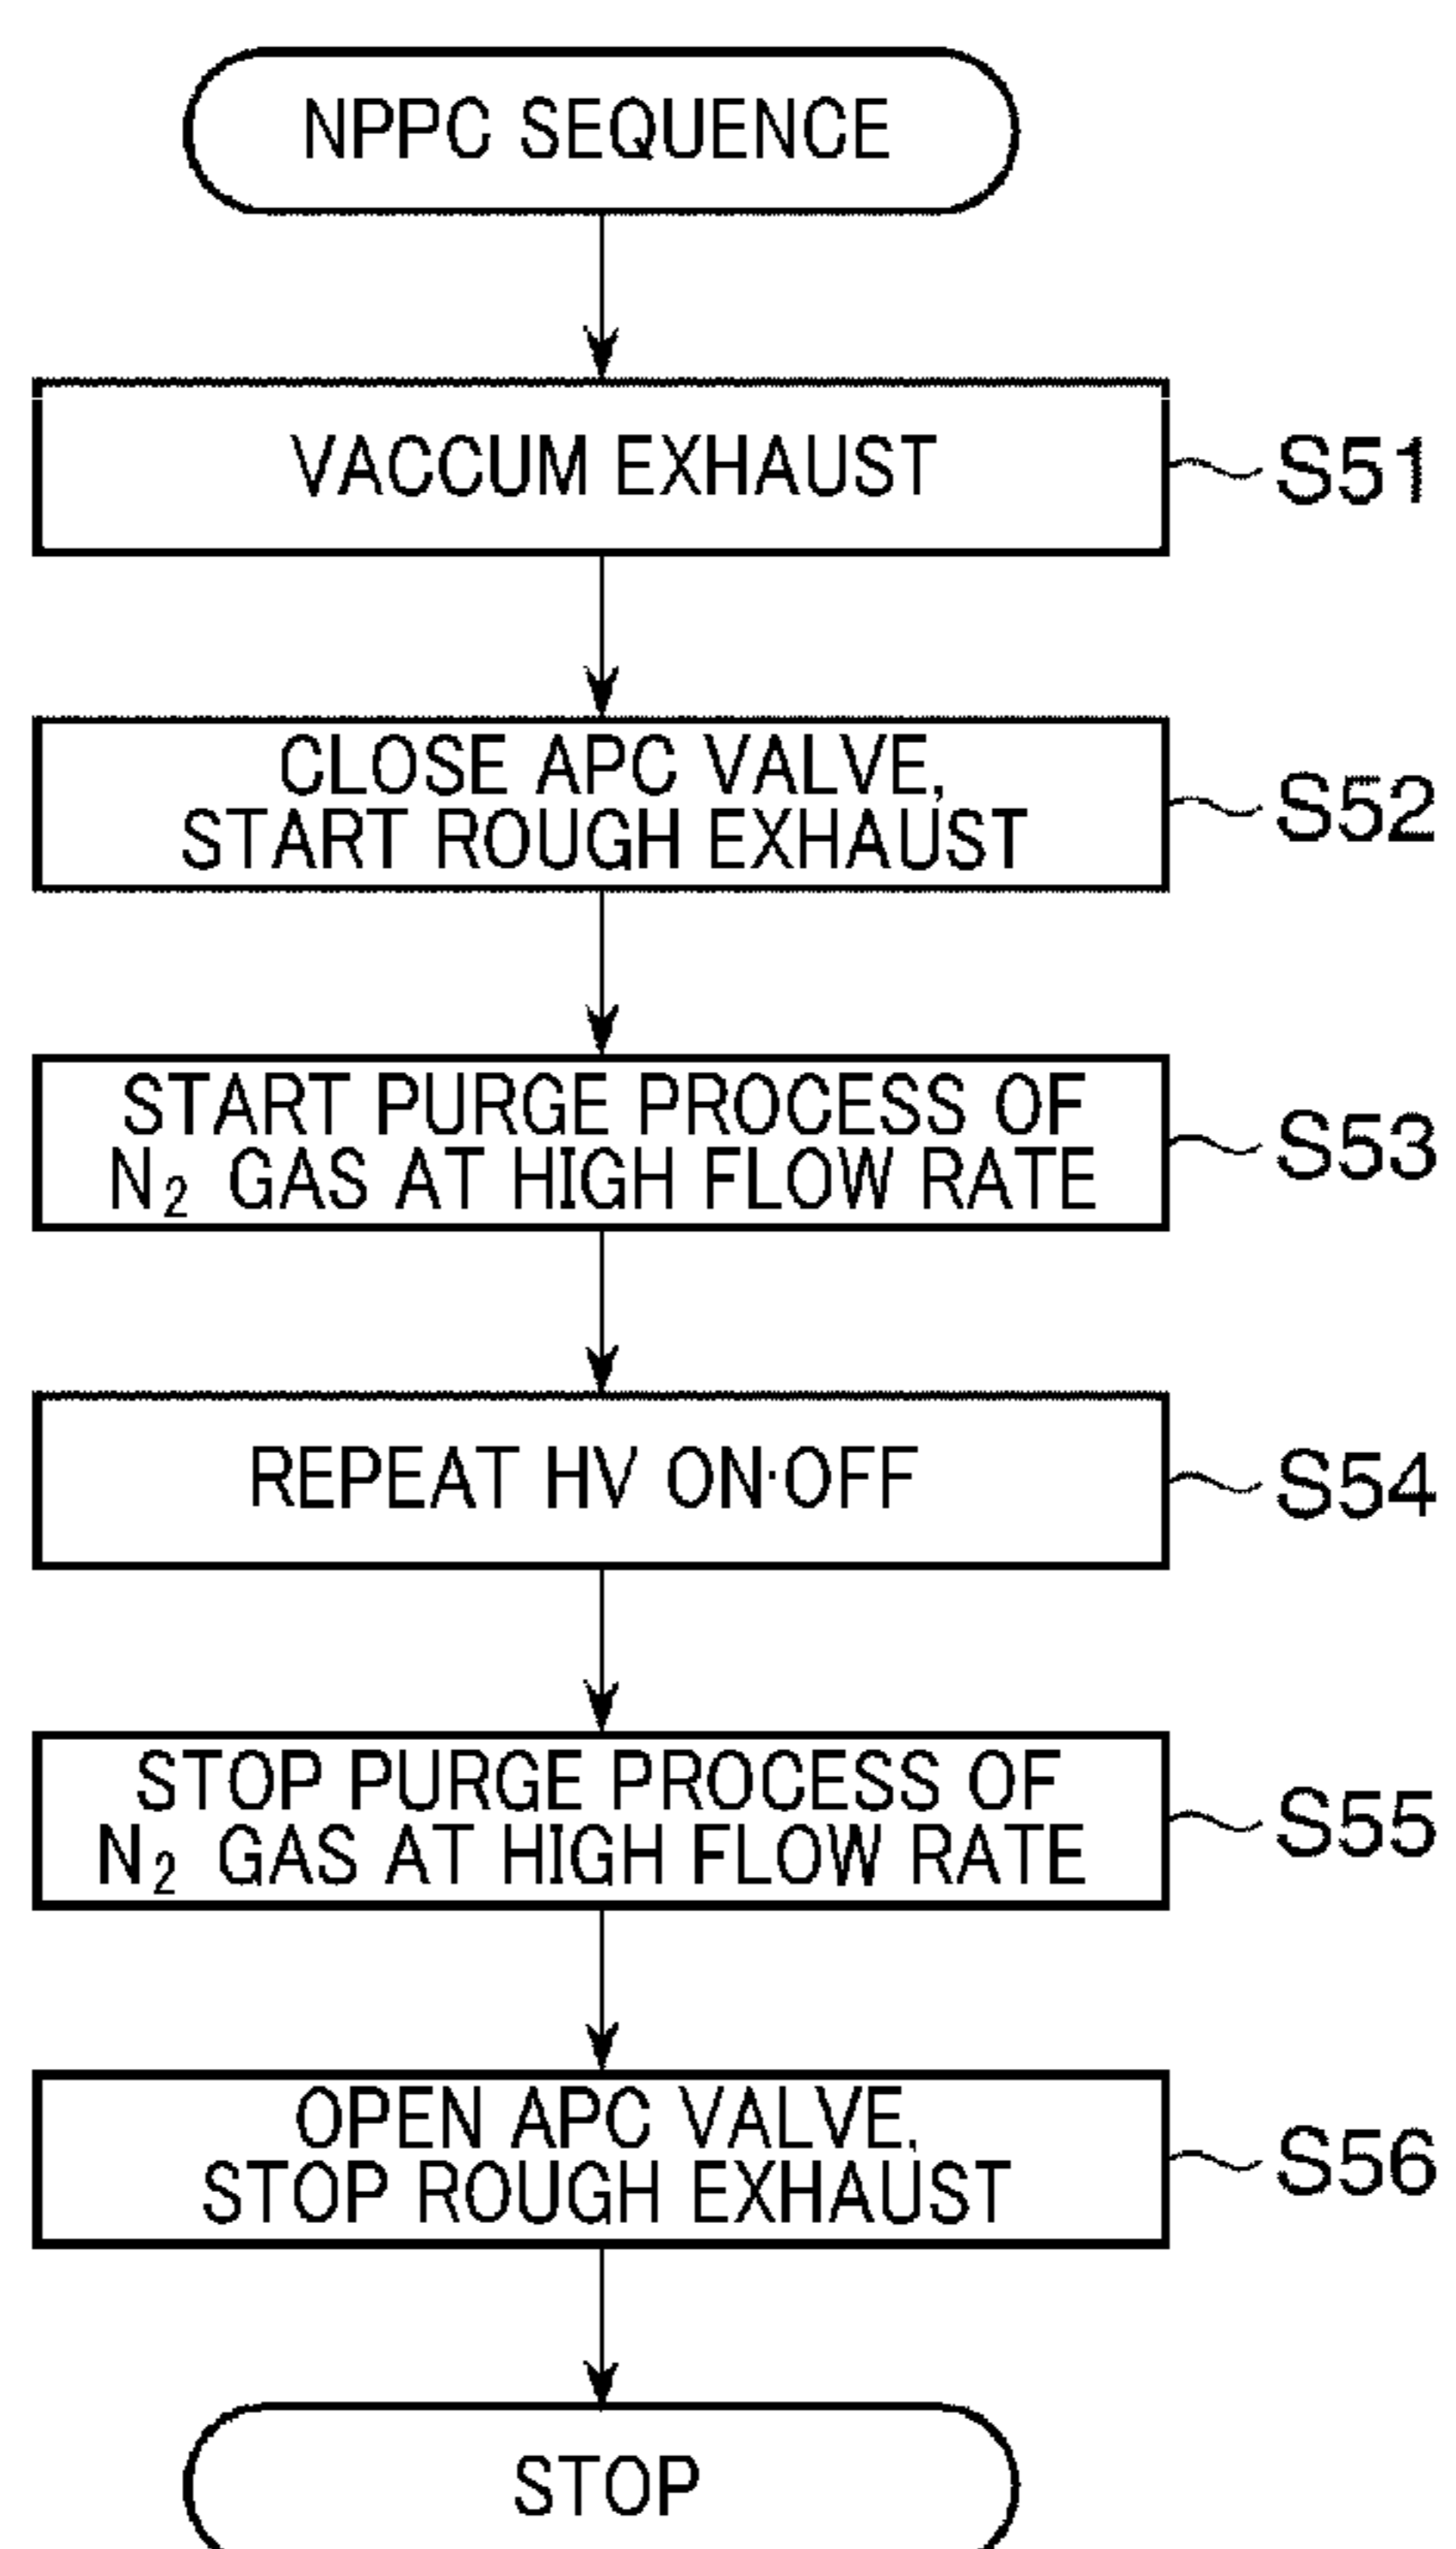 NPPC SEQUENCE
VACCUM EXHAUST
S51
CLOSE APC VALVE,
START ROUGH EXHAUST
S52
START PURGE PROCESS OF
N₂ GAS AT HIGH FLOW RATE
S53
REPEAT HV ON·OFF
S54
STOP PURGE PROCESS OF
N₂ GAS AT HIGH FLOW RATE
S55
OPEN APC VALVE,
STOP ROUGH EXHAUST
S56
STOP